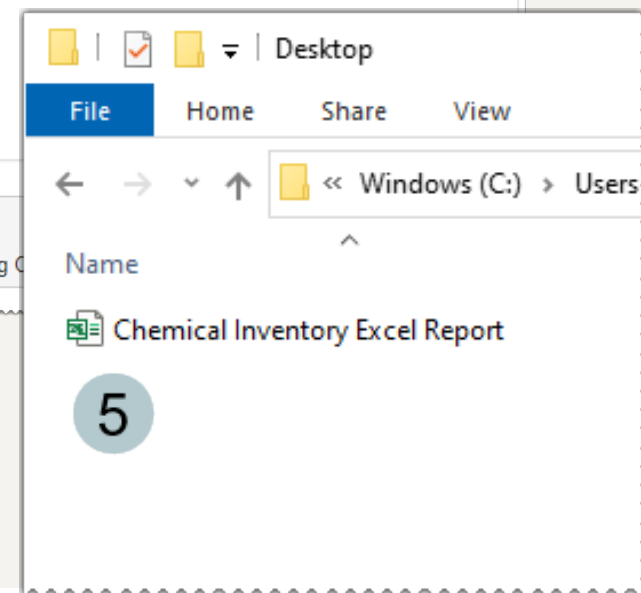 Desktop
File Home Share View
« Windows (C:) > Users
Name
g C
Chemical Inventory Excel Report
5